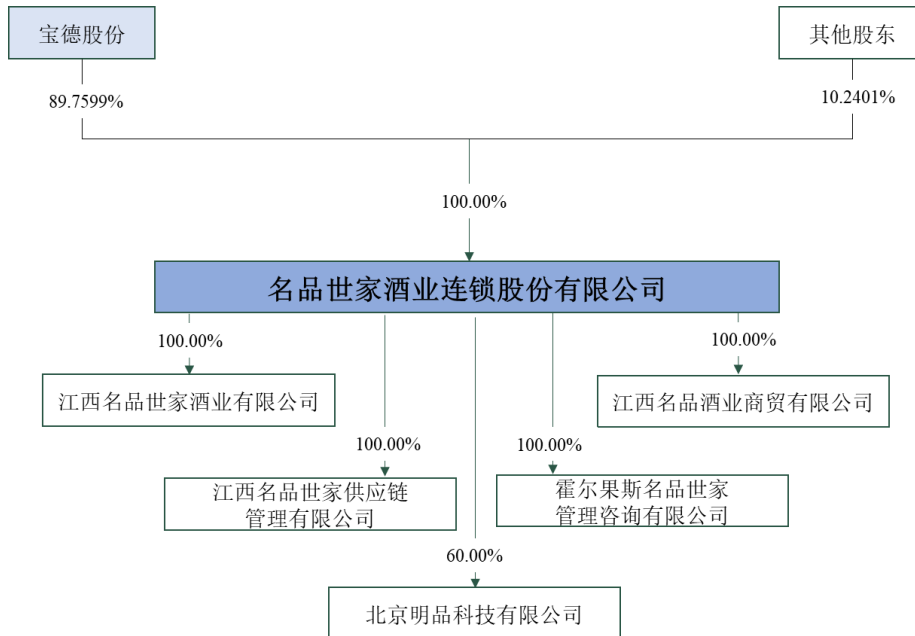 宝德股份
其他股东
89.7599%
10.2401%
100.00%
名品世家酒业连锁股份有限公司
100.00%
100.00%
江西名品世家酒业有限公司
江西名品酒业商贸有限公司
100.00%
100.00%
江西名品世家供应链
管理有限公司
霍尔果斯名品世家
管理咨询有限公司
60.00%
北京明品科技有限公司